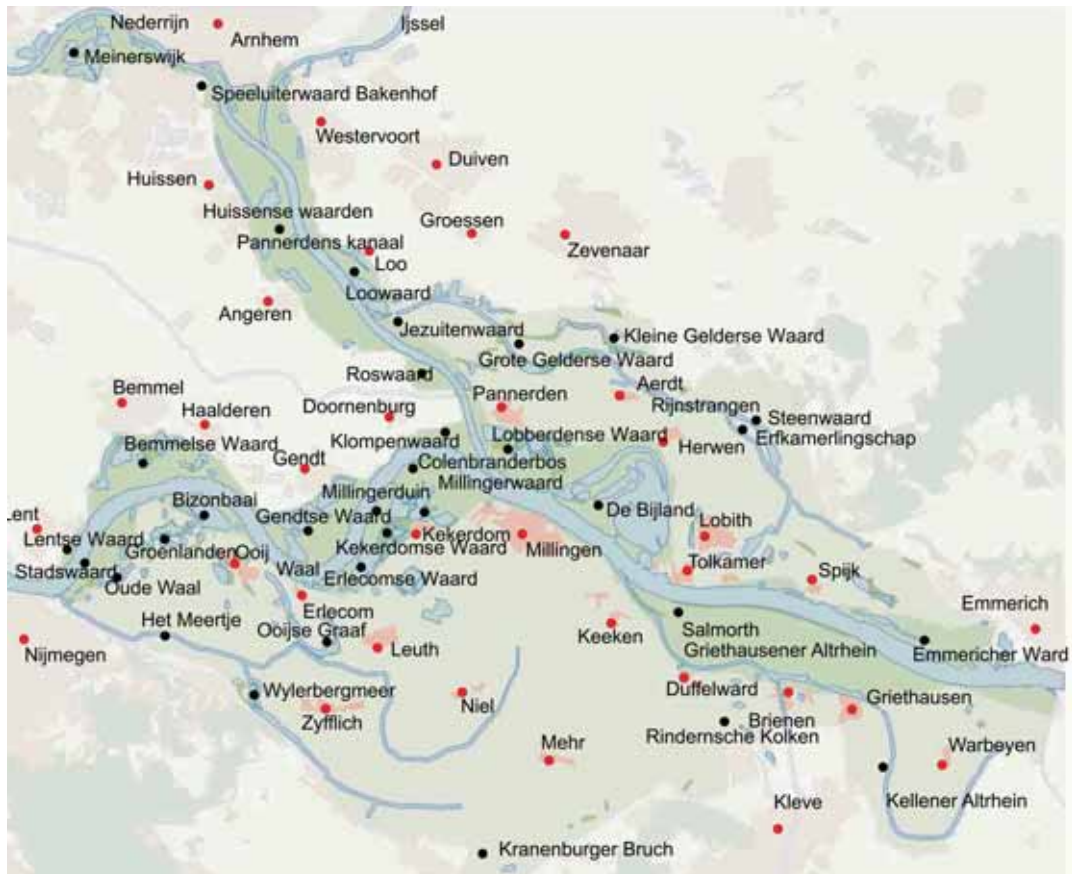 Nederrijn
Ijssel
Arnhem
Meinerswijk
Speeluiterwaard Bakenhof
Westervoort
Duiven
Huissen
Huissense waarden
Groessen
Pannerdens kanaal
Zevenaar
Loo
Loowaard
Angeren
Jezuitenwaard
Kleine Gelderse Waard
Grote Gelderse Waard
Roswaard
Bemmel
Pannerden
Aerdt
Haalderen
Doornenburg
Rijnstrangen
Steenwaard
Bemmelse Waard
Klompenwaard
Lobberdense Waard
Herwen
Erfkamerlingschap
Gendt
Colenbranderbos
Millingerwaard
Bizonbaai
Millingerduin
De Bijland
Lent
Gendtse Waard
Lobith
Lentse Waard
Groenlanden
Ooij
Kekerdom
Kekerdomse Waard
Millingen
Stadswaard
Oude Waal
Waal
Erlecomse Waard
Tolkamer
Spijk
Het Meertje
Erlecom
Emmerich
Ooijse Graaf
Keeken
Salmorth
Nijmegen
Leuth
Griethausener Altrhein
Emmericher Ward
Wylerbergmeer
Duffelward
Zyfflich
Niel
Griethausen
Brienen
Rindernsche Kolken
Mehr
Warbeyen
Kleve
Kellener Altrhein
Kranenburger Bruch